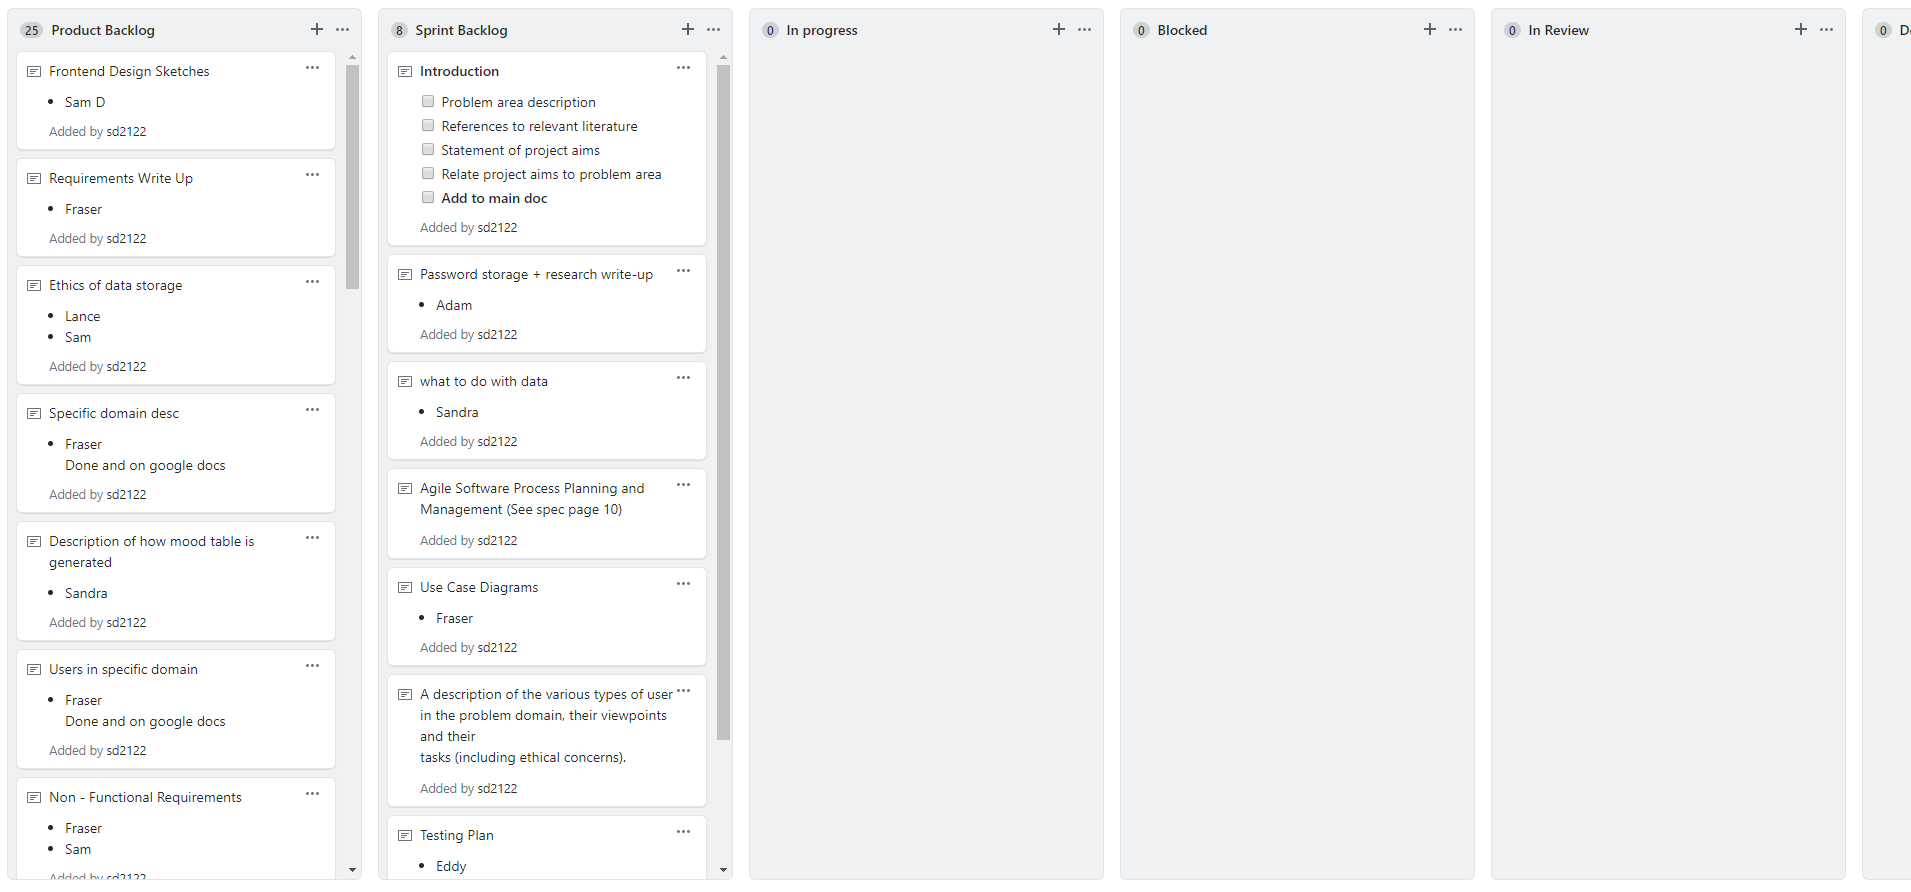 25 Product Backlog
Frontend Design Sketches
Sam D
Added by sd2122
Requirements Write Up
Fraser
Added by sd2122
Ethics of data storage
Lance
Sam
Added by sd2122
Specific domain desc
Fraser
Done and on google docs
Added by sd2122
Description of how mood table is
generated
Sandra
Added by sd2122
Users in specific domain
Fraser
Done and on google docs
Added by sd2122
Non - Functional Requirements
Fraser
Sam
Added by sd2122
8 Sprint Backlog
Introduction
Problem area description
References to relevant literature
Statement of project aims
Relate project aims to problem area
Add to main doc
Added by sd2122
Password storage + research write-up
Adam
Added by sd2122
what to do with data
Sandra
Added by sd2122
Agile Software Process Planning and
Management (See spec page 10)
Added by sd2122
Use Case Diagrams
Fraser
Added by sd2122
A description of the various types of user
in the problem domain, their viewpoints
and their
tasks (including ethical concerns).
Added by sd2122
Testing Plan
Eddy
0 In progress
0 Blocked
0 In Review
0